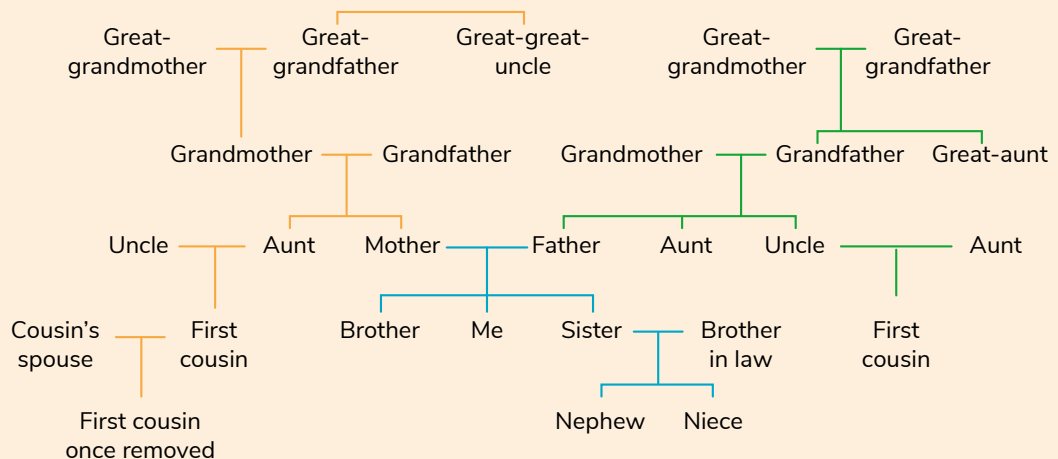 Great-
grandmother
Great-
grandfather
Great-great-
uncle
Great-
grandmother
Great-
grandfather
Grandmother
Grandfather
Grandmother
Grandfather
Great-aunt
Uncle
Aunt
Mother
Father
Aunt
Uncle
Aunt
Cousin's
spouse
First
cousin
Brother
Me
Sister
Brother
in law
First
cousin
First cousin
once removed
Nephew
Niece